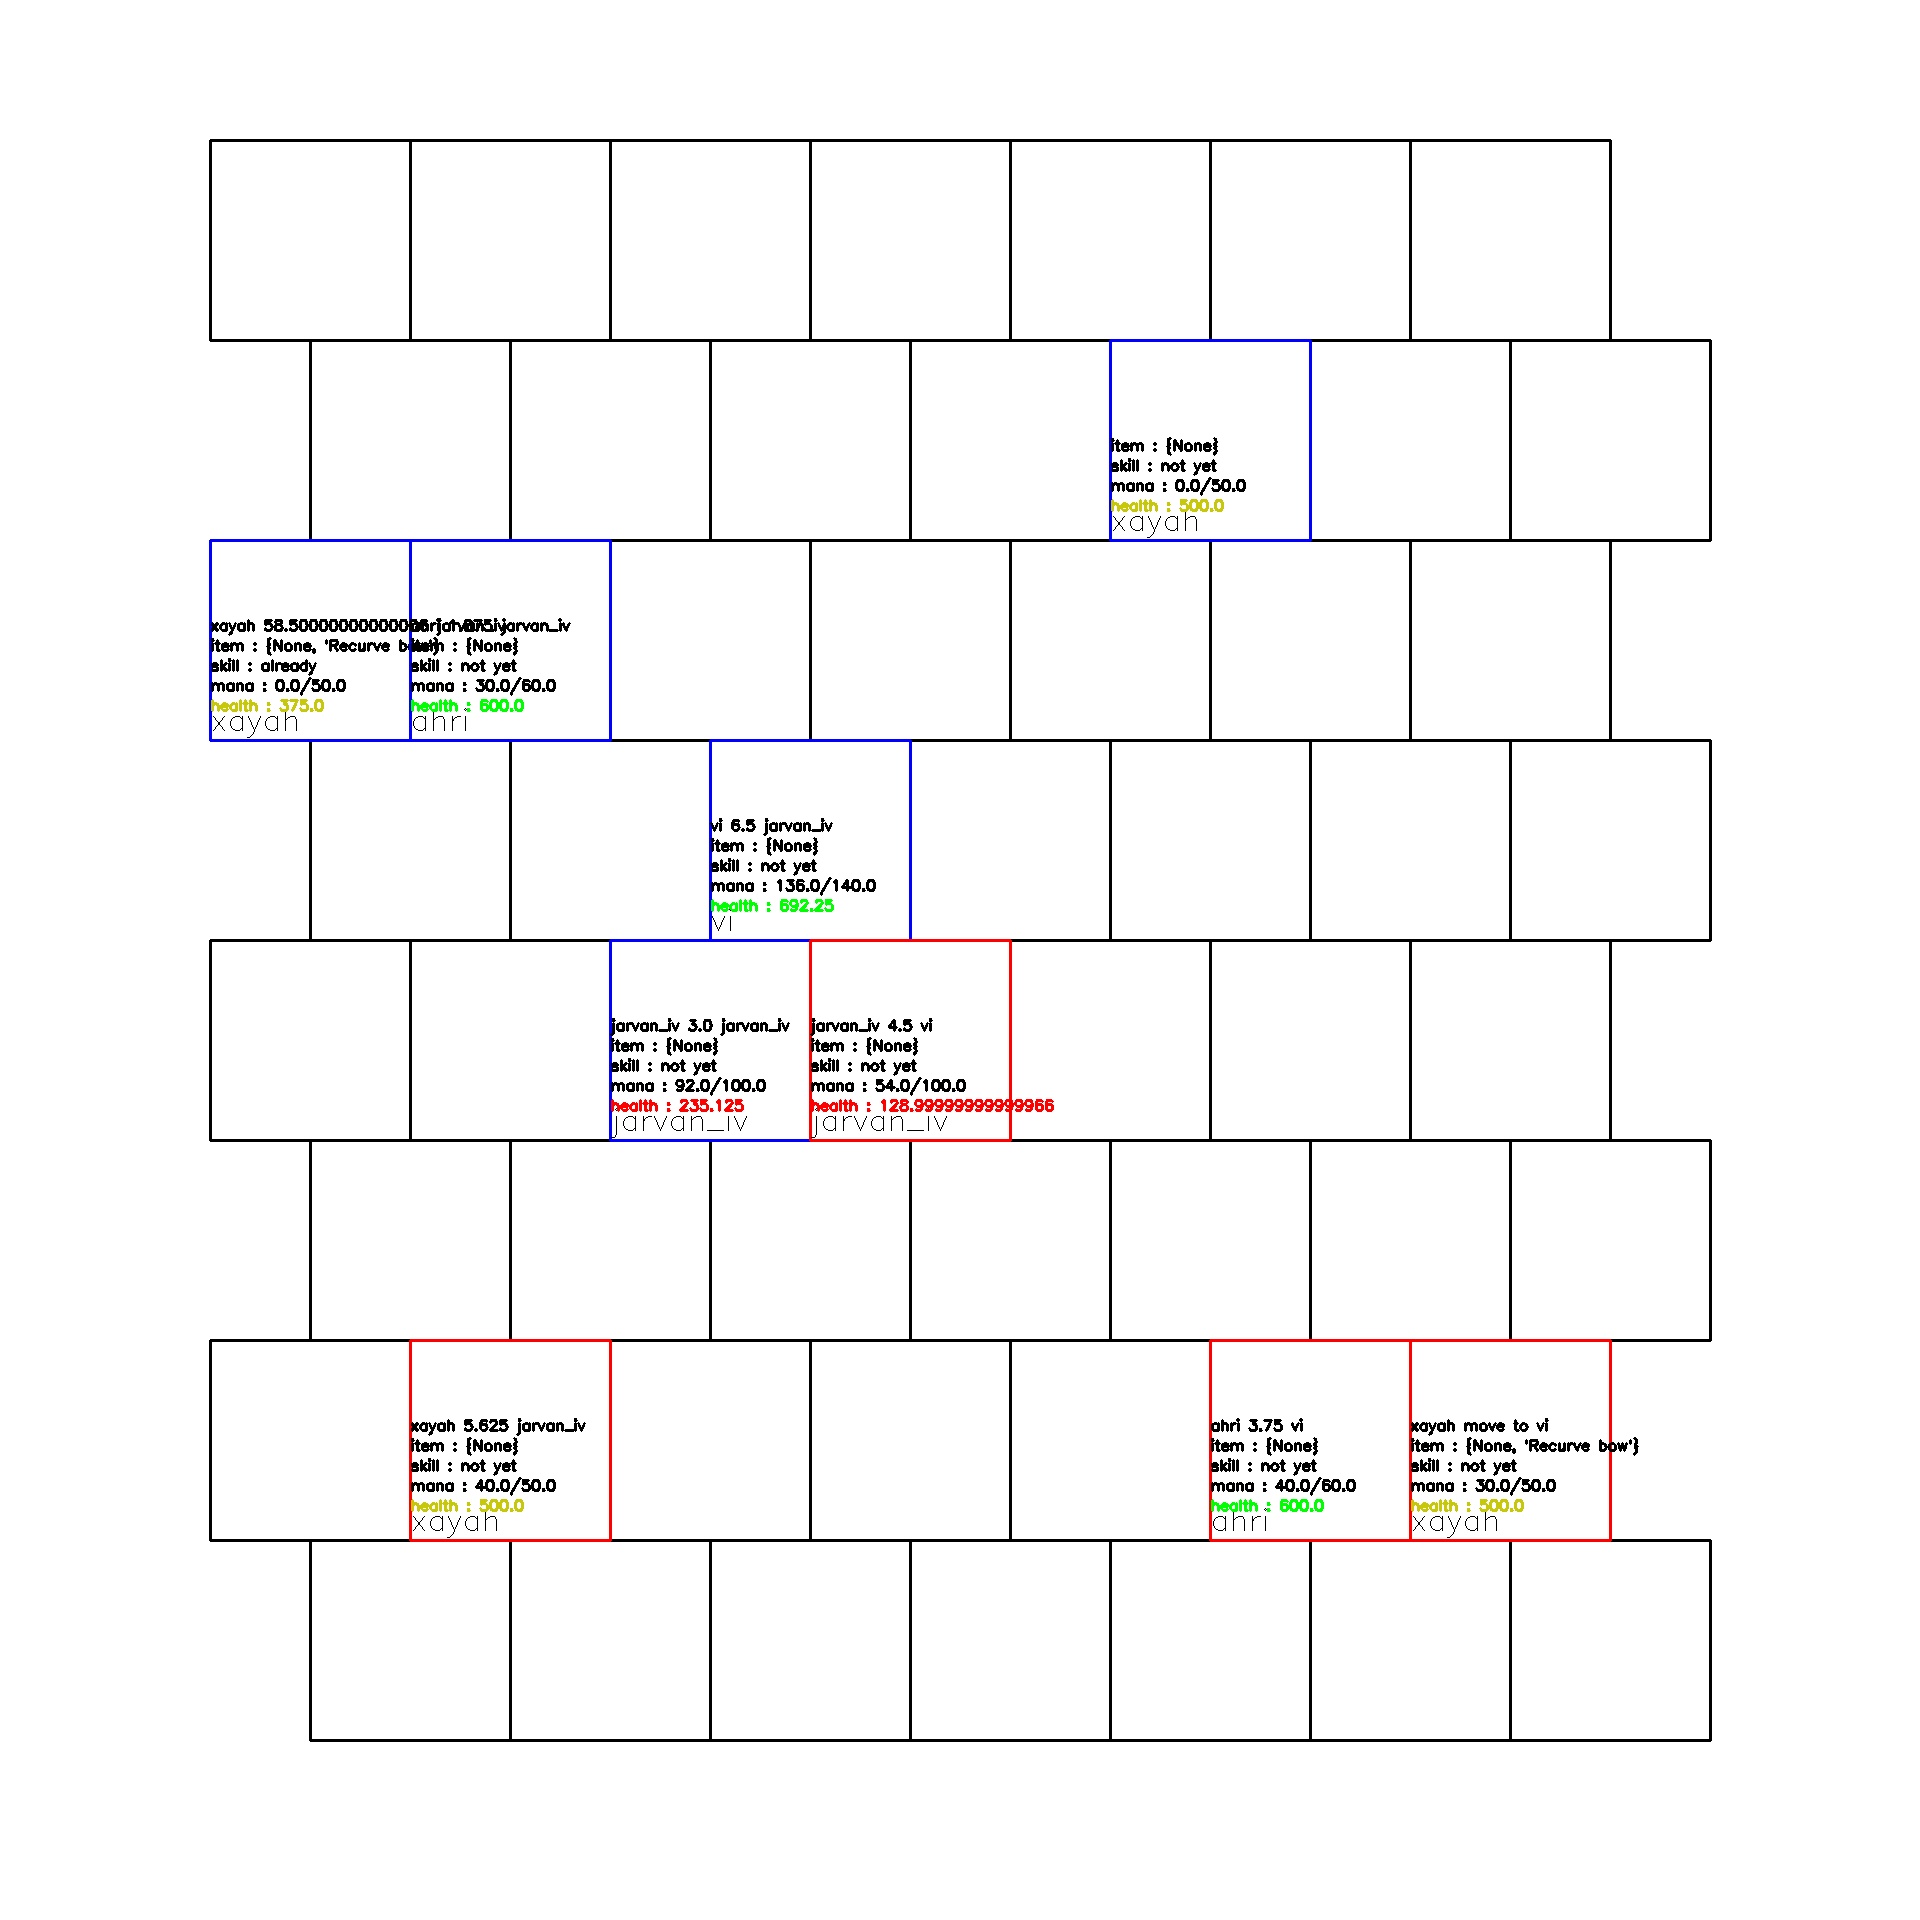 item : {None}
skill : not yet
mana : 0.0/50.0
health : 500.0
xayah
xayah 58.50000000000006 jarvan_iv
item : {None, 'Recurve bow'}
skill : already
mana : 0.0/50.0
health : 375.0
xayah
jarvan_iv
item : {None}
skill : not yet
mana : 30.0/60.0
health : 600.0
ahri
vi 6.5 jarvan_iv
item : {None}
skill : not yet
mana : 136.0/140.0
health : 692.25
vi
jarvan_iv 3.0 jarvan_iv
item : {None}
skill : not yet
mana : 92.0/100.0
health : 235.125
jarvan_iv
jarvan_iv 4.5 vi
item : {None}
skill : not yet
mana : 54.0/100.0
health : 128.99999999999966
jarvan_iv
xayah 5.625 jarvan_iv
item : {None}
skill : not yet
mana : 40.0/50.0
health : 500.0
xayah
ahri 3.75 vi
item : {None}
skill : not yet
mana : 40.0/60.0
health : 600.0
ahri
xayah move to vi
item : {None, 'Recurve bow'}
skill : not yet
mana : 30.0/50.0
health : 500.0
xayah